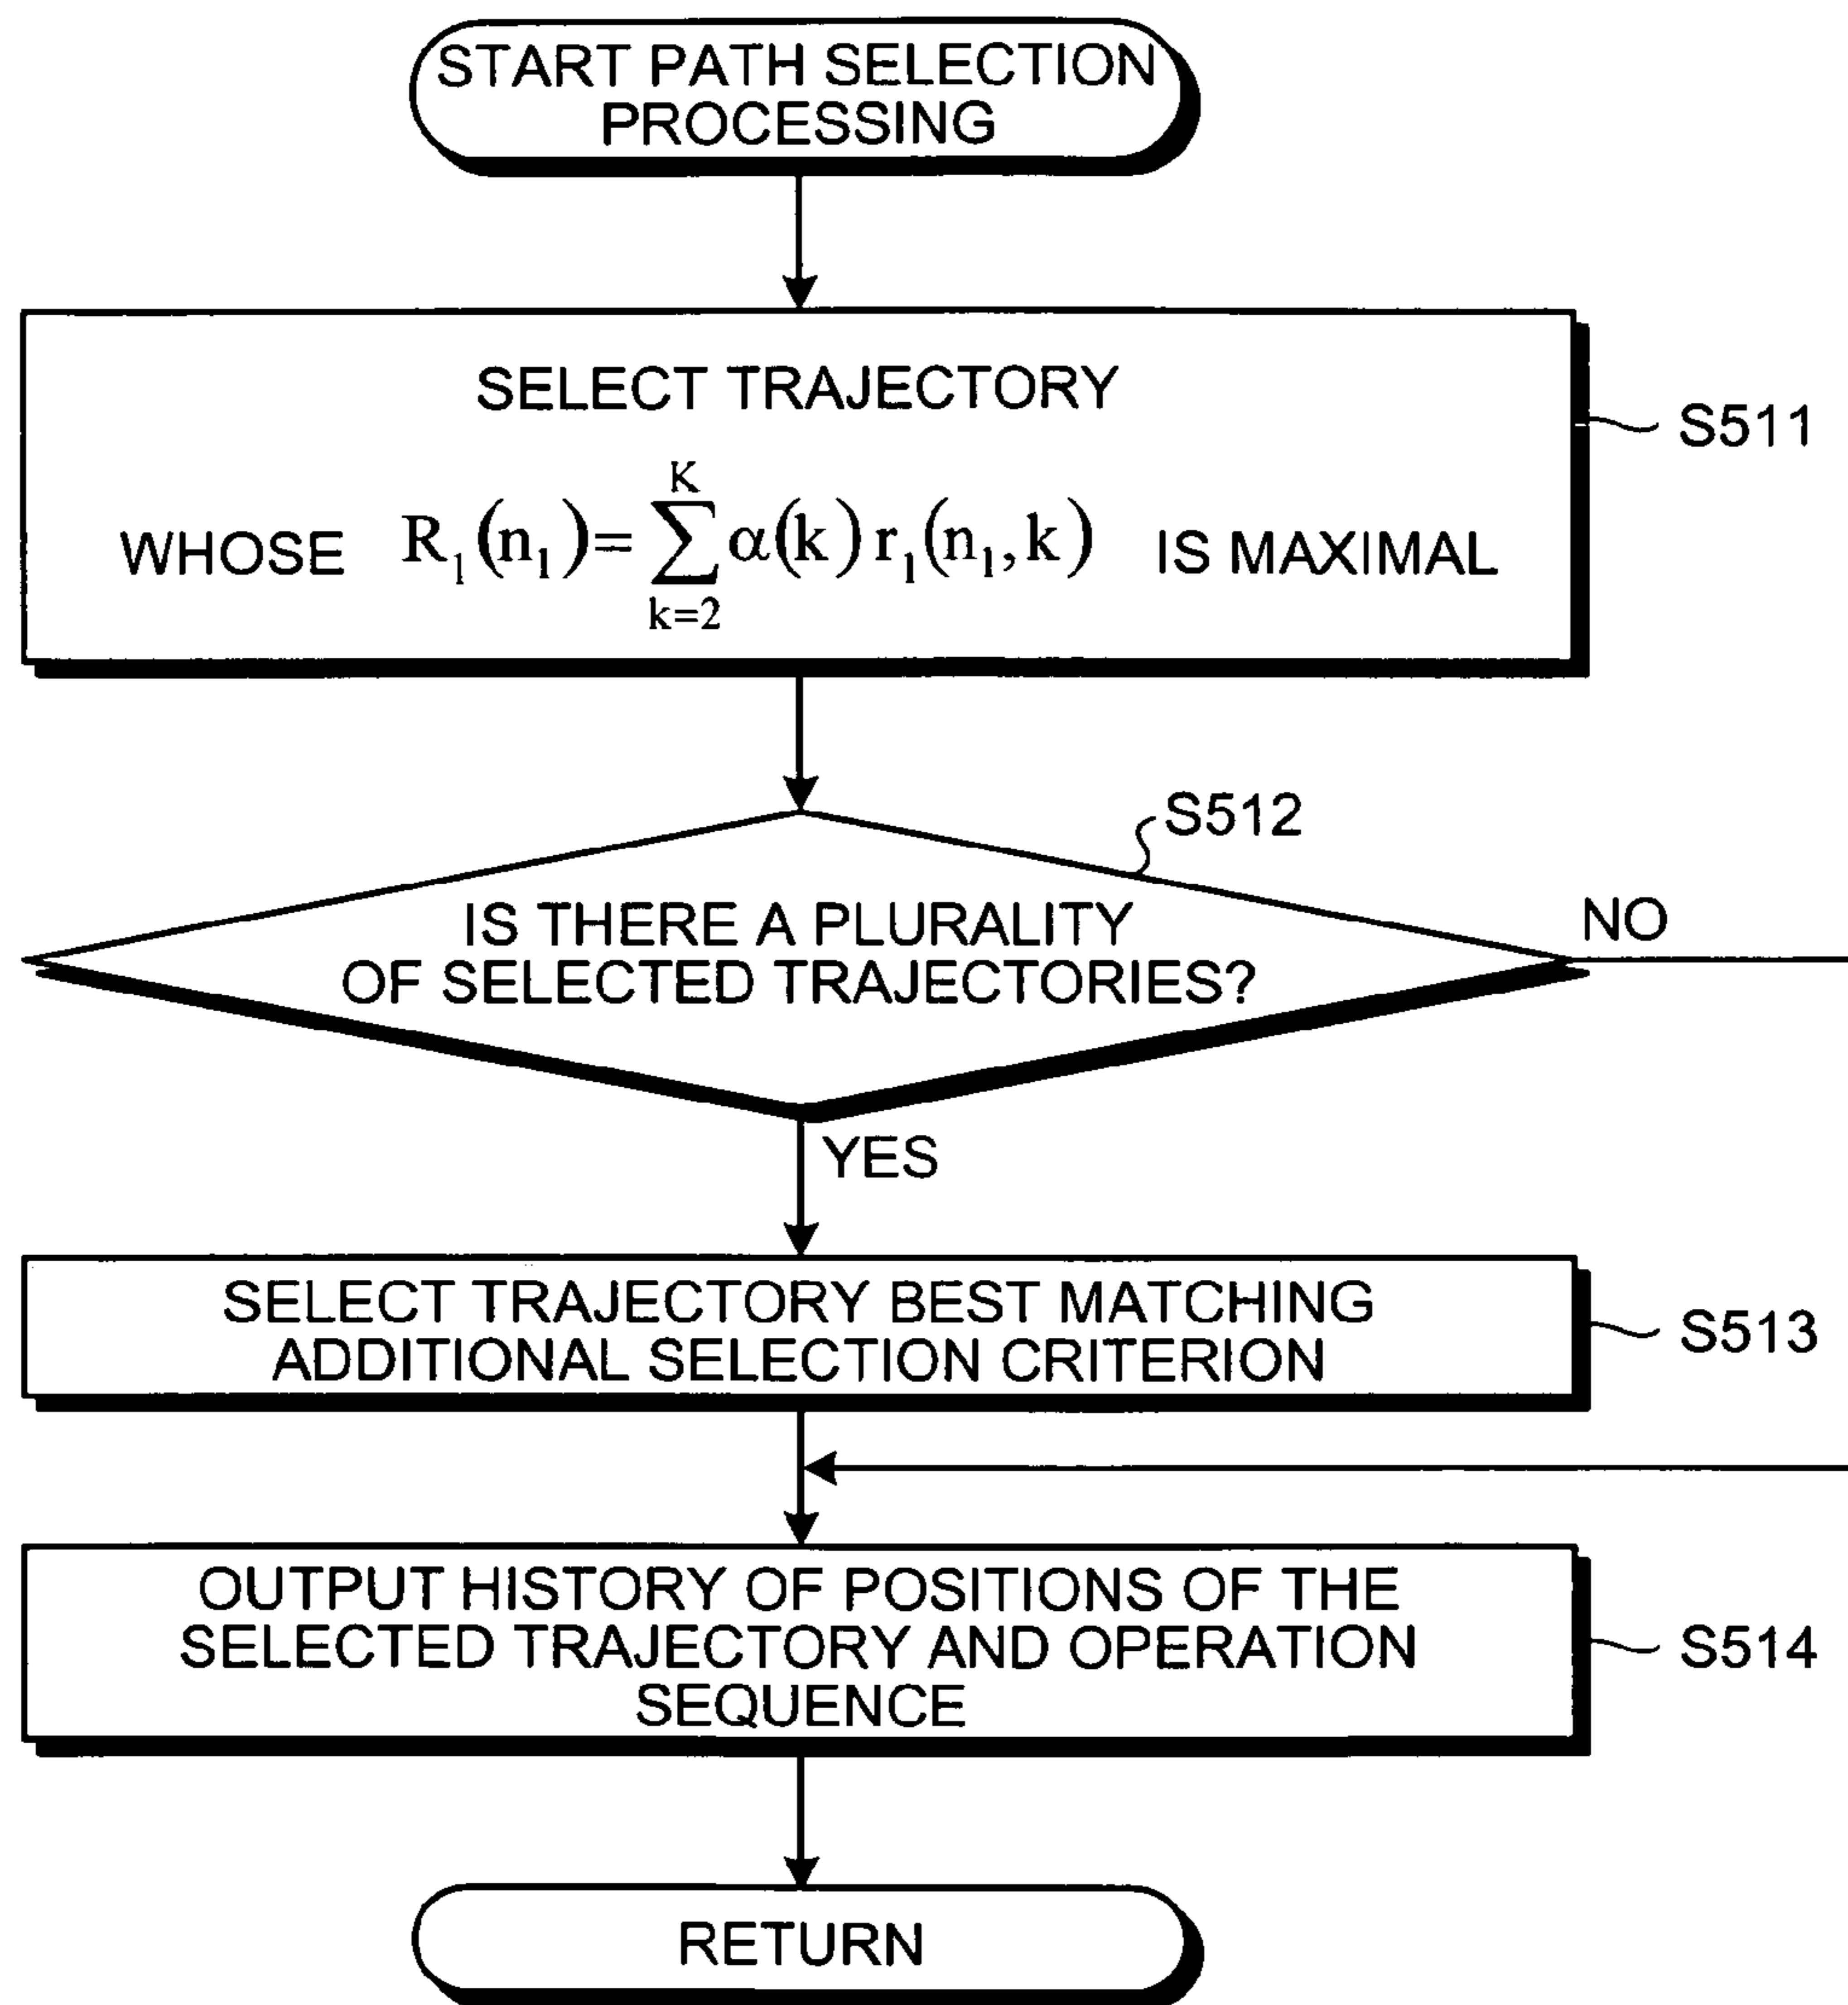 START PATH SELECTION
PROCESSING
SELECT TRAJECTORY
WHOSE R₁(n₁)=∑_{k=2}^{K} α(k) r₁(n₁,k) IS MAXIMAL
S511
S512
IS THERE A PLURALITY
OF SELECTED TRAJECTORIES?
NO
YES
SELECT TRAJECTORY BEST MATCHING
ADDITIONAL SELECTION CRITERION
S513
OUTPUT HISTORY OF POSITIONS OF THE
SELECTED TRAJECTORY AND OPERATION
SEQUENCE
S514
RETURN